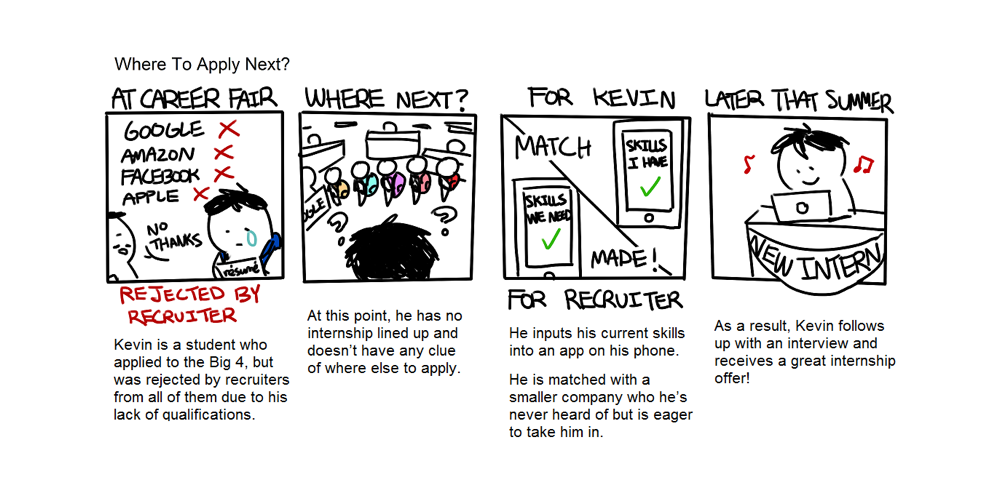 Where To Apply Next?
AT CAREER FAIR
GOOGLE X
AMAZON X
FACEBOOK X
APPLE X
NO
THANKS
résumé
REJECTED BY
RECRUITER
Kevin is a student who
applied to the Big 4, but
was rejected by recruiters
from all of them due to his
lack of qualifications.
WHERE NEXT?
OGLE
? ?
At this point, he has no
internship lined up and
doesn't have any clue
of where else to apply.
FOR KEVIN
MATCH
SKILLS
I HAVE
✓
SKILLS
WE NEED
✓
MADE!
FOR RECRUITER
He inputs his current skills
into an app on his phone.
He is matched with a
smaller company who he's
never heard of but is eager
to take him in.
LATER THAT SUMMER
NEW INTERN
As a result, Kevin follows
up with an interview and
receives a great internship
offer!